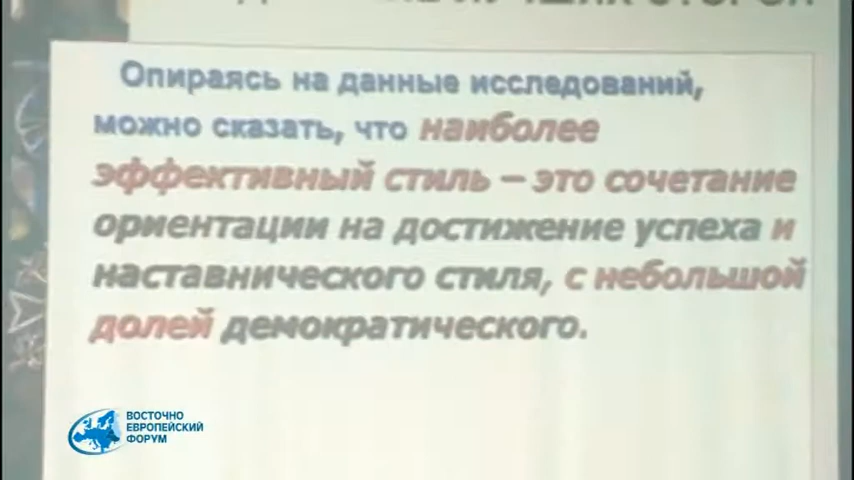 Опираясь на данные исследований,
можно сказать, что наиболее
эффективный стиль – это сочетание
ориентации на достижение успеха и
наставнического стиля, с небольшой
долей демократического.
ВОСТОЧНО
ЕВРОПЕЙСКИЙ
ФОРУМ